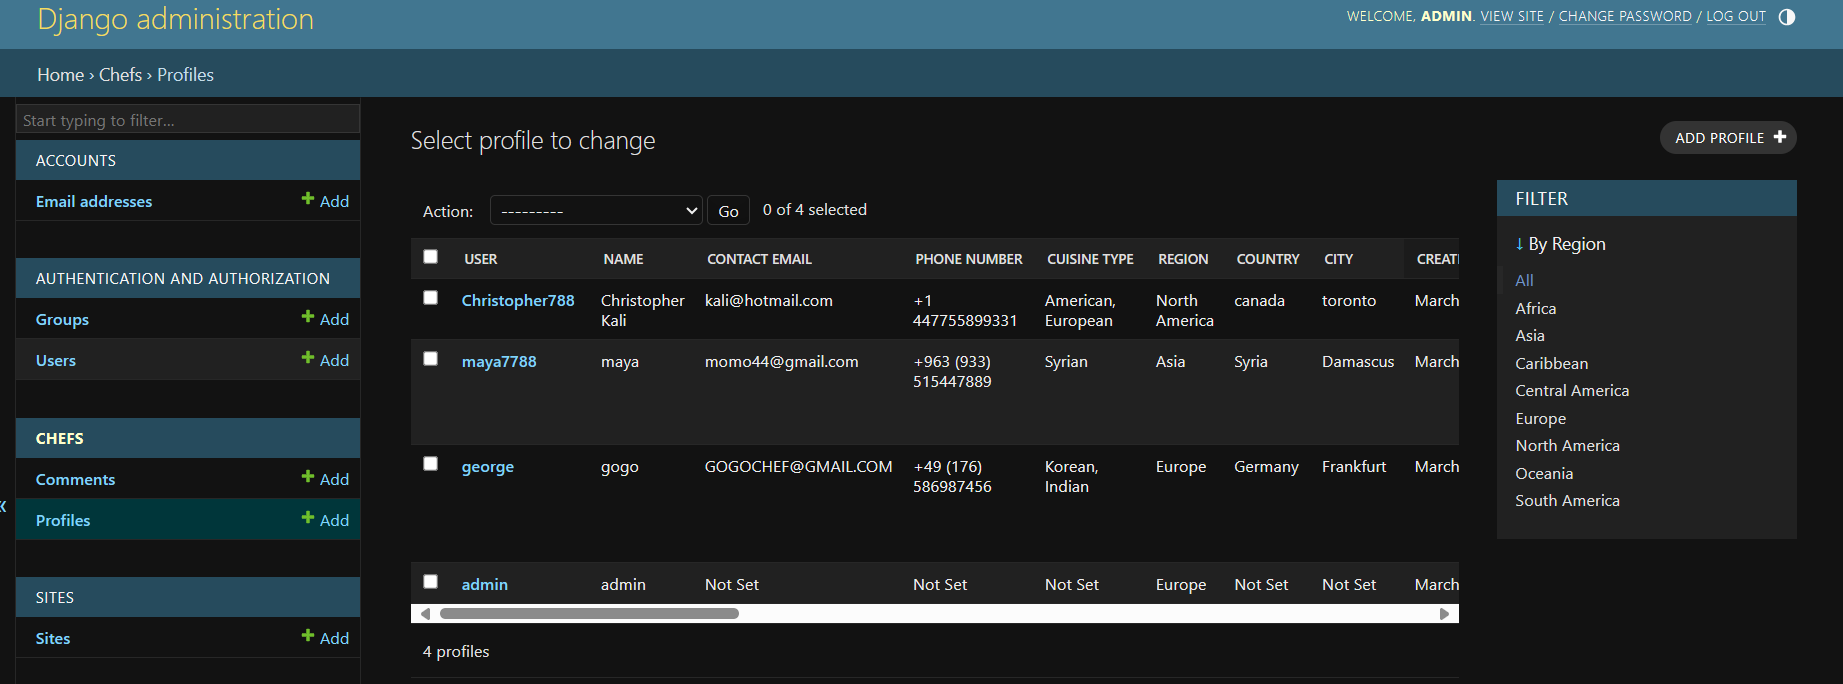 Django administration
WELCOME, ADMIN. VIEW SITE / CHANGE PASSWORD / LOG OUT
Home › Chefs › Profiles
Start typing to filter...
ACCOUNTS
Email addresses + Add
AUTHENTICATION AND AUTHORIZATION
Groups + Add
Users + Add
CHEFS
Comments + Add
Profiles + Add
SITES
Sites + Add
«
Select profile to change
ADD PROFILE +
Action: --------- Go 0 of 4 selected
USER NAME CONTACT EMAIL PHONE NUMBER CUISINE TYPE REGION COUNTRY CITY CREATI
Christopher788 Christopher kali@hotmail.com +1 American, North canada toronto March
Kali 447755899331 European America
maya7788 maya momo44@gmail.com +963 (933) Syrian Asia Syria Damascus March
515447889
george gogo GOGOCHEF@GMAIL.COM +49 (176) Korean, Europe Germany Frankfurt March
586987456 Indian
admin admin Not Set Not Set Not Set Europe Not Set Not Set March
4 profiles
FILTER
↓ By Region
All
Africa
Asia
Caribbean
Central America
Europe
North America
Oceania
South America